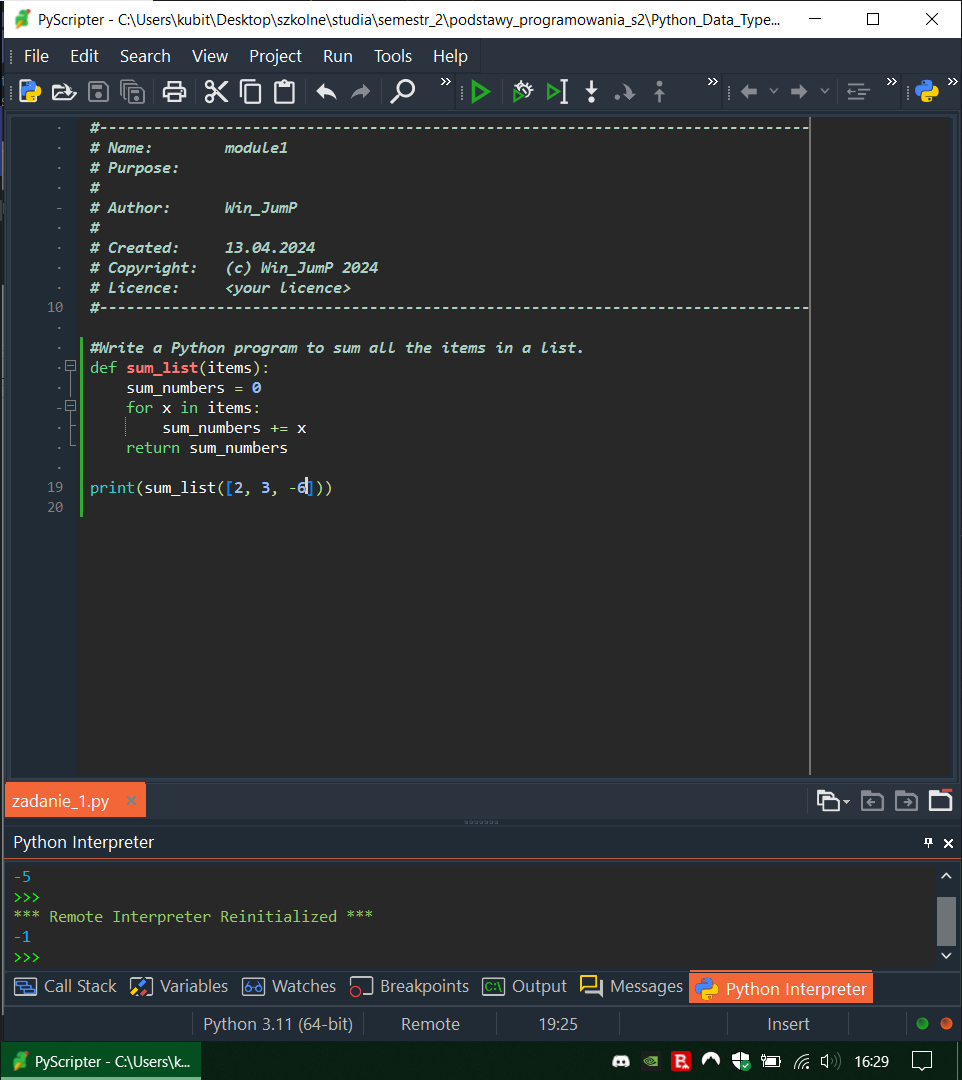 PyScripter - C:\Users\kubit\Desktop\szkolne\studia\semestr_2\podstawy_programowania_s2\Python_Data_Type...
File Edit Search View Project Run Tools Help
#-------------------------------------------------------------------------------
# Name:        module1
# Purpose:
#
# Author:      Win_JumP
#
# Created:     13.04.2024
# Copyright:   (c) Win_JumP 2024
# Licence:     <your licence>
10 #-------------------------------------------------------------------------------
#Write a Python program to sum all the items in a list.
def sum_list(items):
    sum_numbers = 0
    for x in items:
        sum_numbers += x
    return sum_numbers
19 print(sum_list([2, 3, -6]))
20
zadanie_1.py
Python Interpreter
-5
>>>
*** Remote Interpreter Reinitialized ***
-1
>>>
Call Stack Variables Watches Breakpoints C:\ Output Messages Python Interpreter
Python 3.11 (64-bit) Remote 19:25 Insert
PyScripter - C:\Users\k... 16:29